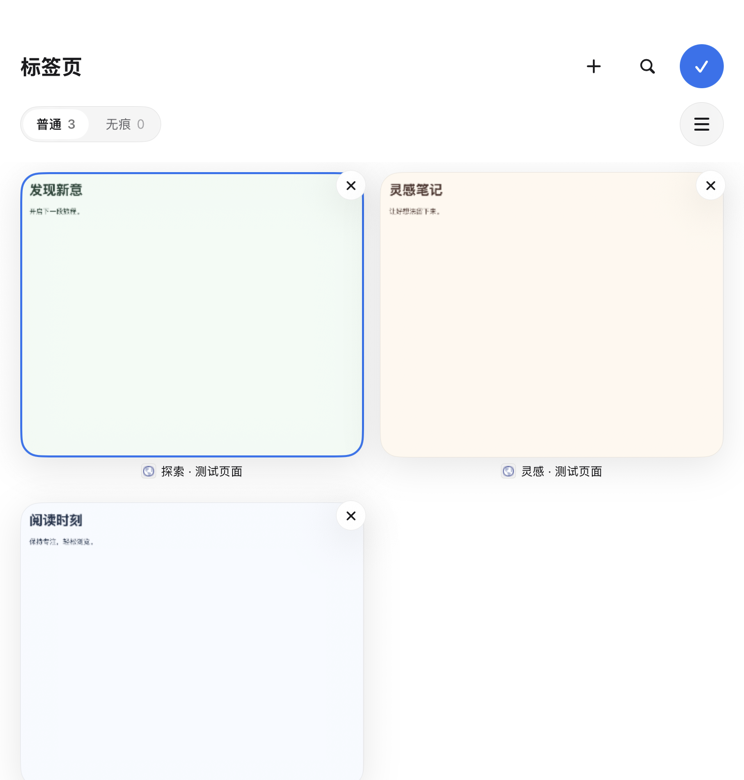 标签页
普通 3 无痕 0
发现新意
开启下一段旅程。
灵感笔记
让好想法留下来。
探索 · 测试页面
灵感 · 测试页面
阅读时刻
保持专注，轻松浏览。